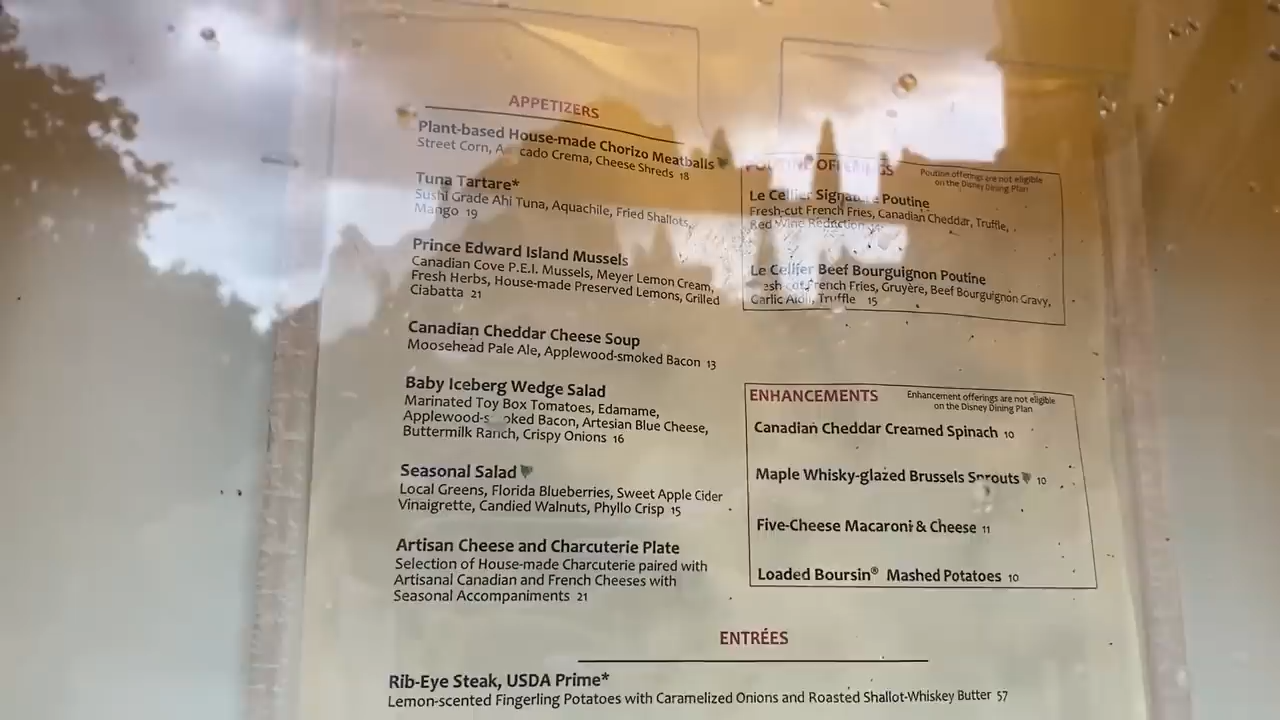 APPETIZERS
Plant-based House-made Chorizo Meatballs
Street Corn, A cado Crema, Cheese Shreds 18
Tuna Tartare*
Sushi Grade Ahi Tuna, Aquachile, Fried Shallots,
Mango 19
Prince Edward Island Mussels
Canadian Cove P.E.I. Mussels, Meyer Lemon Cream,
Fresh Herbs, House-made Preserved Lemons, Grilled
Ciabatta 21
Canadian Cheddar Cheese Soup
Moosehead Pale Ale, Applewood-smoked Bacon 13
Baby Iceberg Wedge Salad
Marinated Toy Box Tomatoes, Edamame,
Applewood-smoked Bacon, Artesian Blue Cheese,
Buttermilk Ranch, Crispy Onions 16
Seasonal Salad
Local Greens, Florida Blueberries, Sweet Apple Cider
Vinaigrette, Candied Walnuts, Phyllo Crisp 15
Artisan Cheese and Charcuterie Plate
Selection of House-made Charcuterie paired with
Artisanal Canadian and French Cheeses with
Seasonal Accompaniments 21
POUTINE OFFERINGS
Poutine offerings are not eligible
on the Disney Dining Plan
Le Cellier Signature Poutine
Fresh-cut French Fries, Canadian Cheddar, Truffle,
Red Wine Reduction
Le Cellier Beef Bourguignon Poutine
Fresh-cut French Fries, Gruyère, Beef Bourguignon Gravy,
Garlic Aioli, Truffle 15
ENHANCEMENTS
Enhancement offerings are not eligible
on the Disney Dining Plan
Canadian Cheddar Creamed Spinach 10
Maple Whisky-glazed Brussels Sprouts 10
Five-Cheese Macaroni & Cheese 11
Loaded Boursin® Mashed Potatoes 10
ENTRÉES
Rib-Eye Steak, USDA Prime*
Lemon-scented Fingerling Potatoes with Caramelized Onions and Roasted Shallot-Whiskey Butter 57